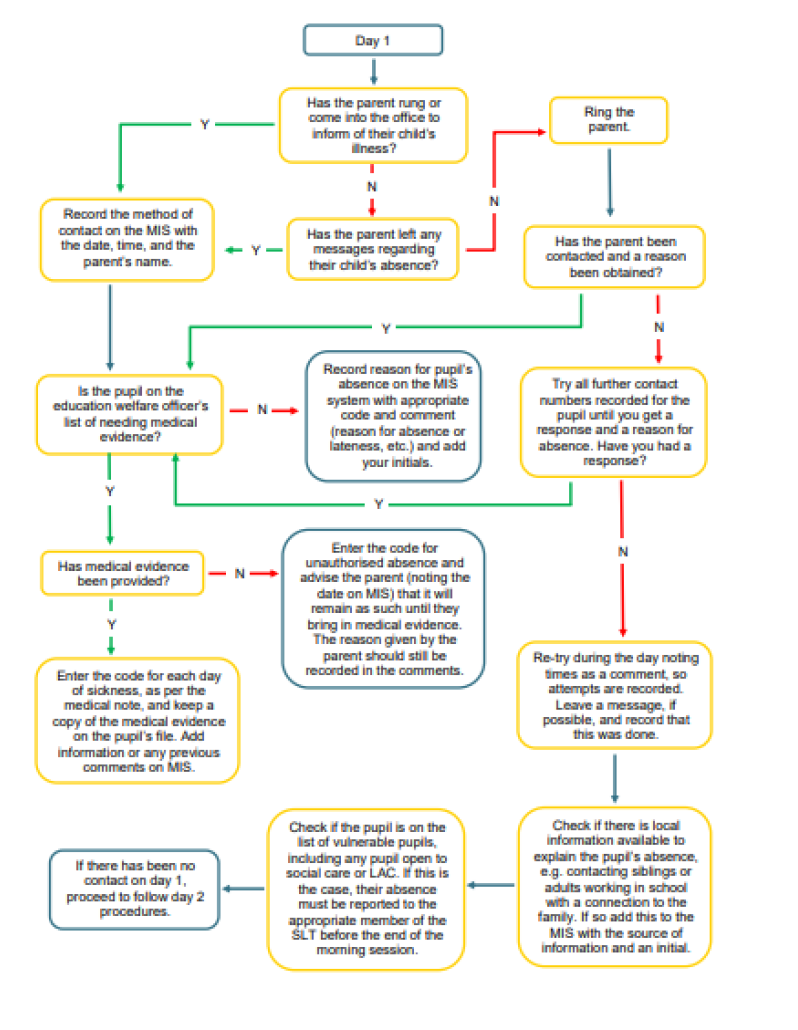 Day 1
Has the parent rung or
come into the office to
inform of their child's
illness?
Ring the
parent.
Y
N
N
Record the method of
contact on the MIS with
the date, time, and the
parent's name.
Y
Has the parent left any
messages regarding
their child's absence?
Has the parent been
contacted and a reason
been obtained?
Y
N
Is the pupil on the
education welfare officer's
list of needing medical
evidence?
N
Record reason for pupil's
absence on the MIS
system with appropriate
code and comment
(reason for absence or
lateness, etc.) and add
your initials.
Try all further contact
numbers recorded for the
pupil until you get a
response and a reason for
absence. Have you had a
response?
Y
Y
N
Has medical evidence
been provided?
N
Enter the code for
unauthorised absence and
advise the parent (noting the
date on MIS) that it will
remain as such until they
bring in medical evidence.
The reason given by the
parent should still be
recorded in the comments.
Y
Enter the code for each day
of sickness, as per the
medical note, and keep a
copy of the medical evidence
on the pupil's file. Add
information or any previous
comments on MIS.
Re-try during the day noting
times as a comment, so
attempts are recorded.
Leave a message, if
possible, and record that
this was done.
If there has been no
contact on day 1,
proceed to follow day 2
procedures.
Check if the pupil is on the
list of vulnerable pupils,
including any pupil open to
social care or LAC. If this is
the case, their absence
must be reported to the
appropriate member of the
SLT before the end of the
morning session.
Check if there is local
information available to
explain the pupil's absence,
e.g. contacting siblings or
adults working in school
with a connection to the
family. If so add this to the
MIS with the source of
information and an initial.